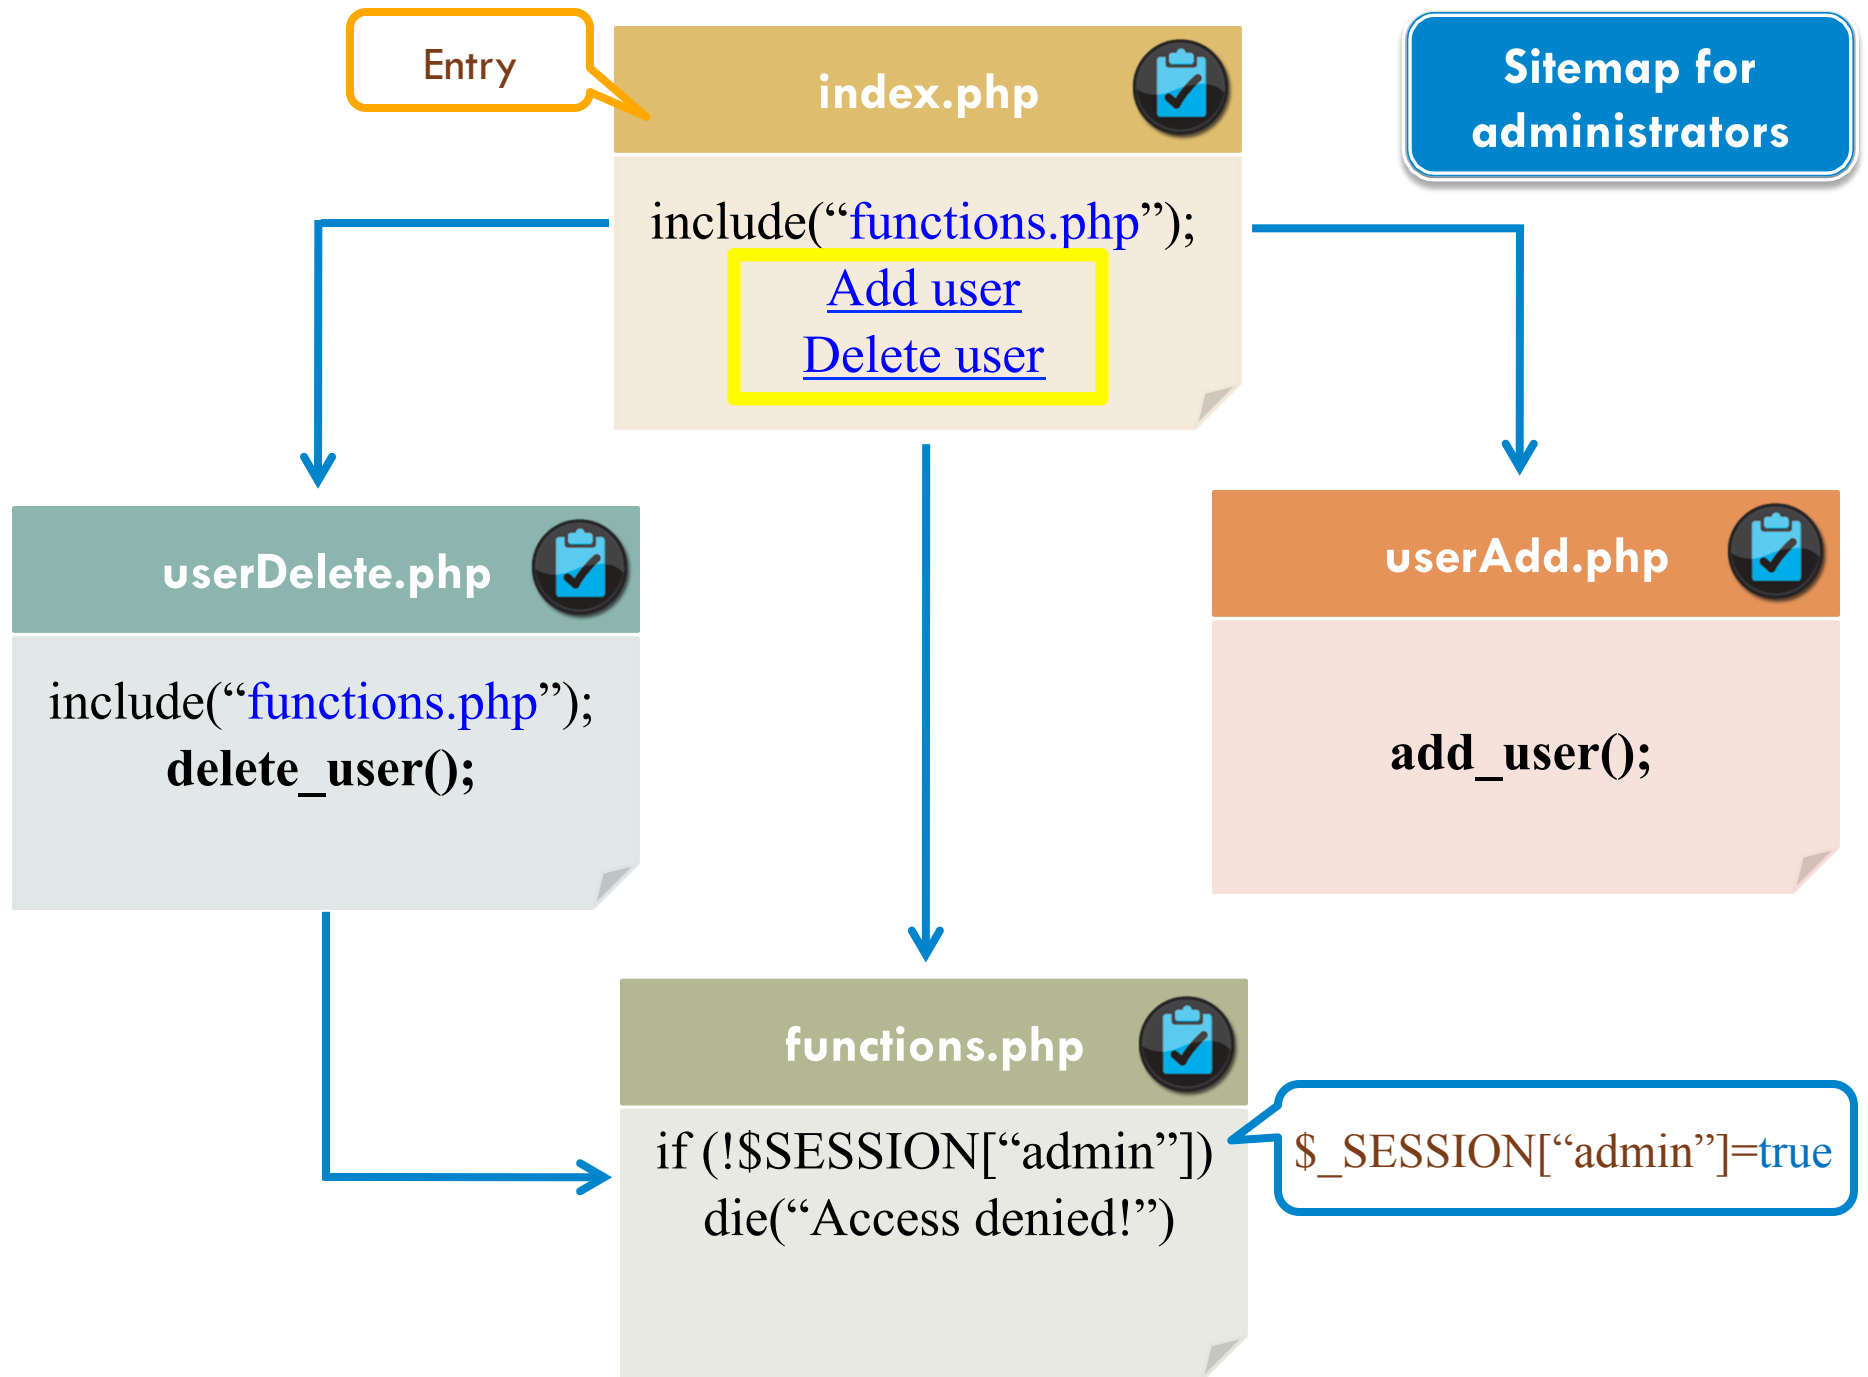 Entry
index.php
Sitemap for
administrators
include(“functions.php”);
Add user
Delete user
userDelete.php
include(“functions.php”);
delete_user();
userAdd.php
add_user();
functions.php
if (!$SESSION[“admin”])
die(“Access denied!”)
$_SESSION[“admin”]=true